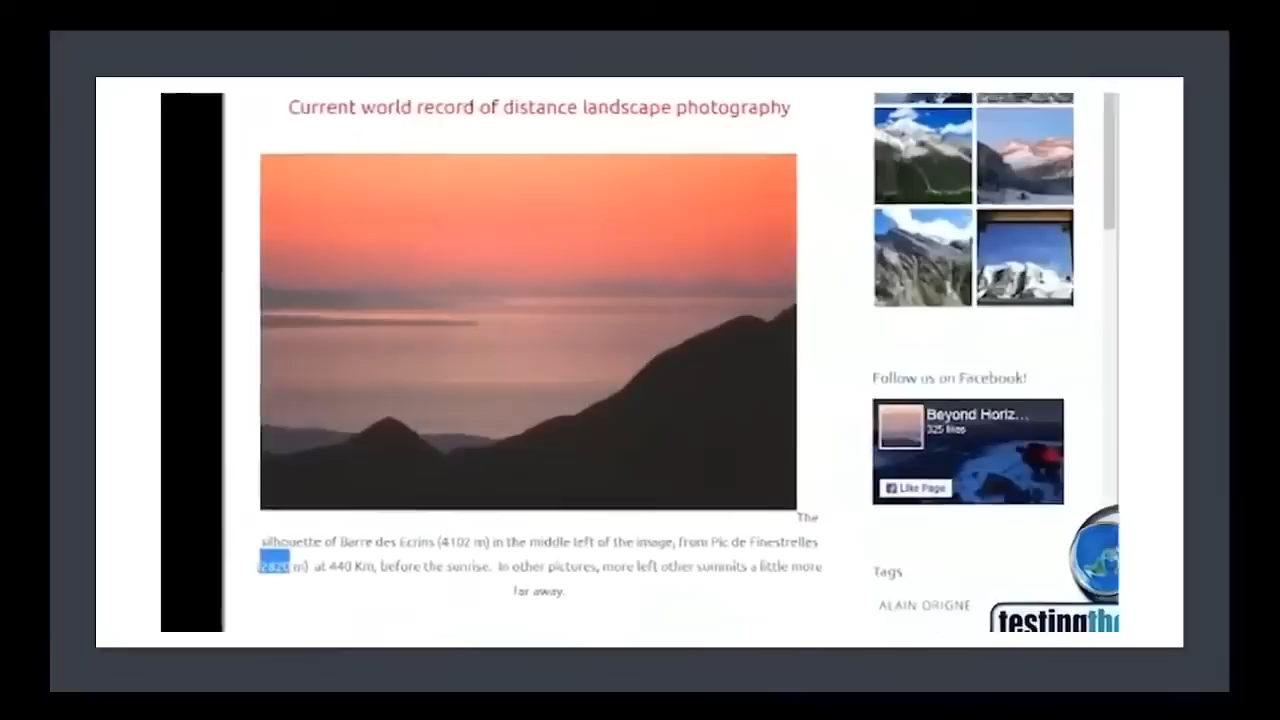 Current world record of distance landscape photography
Follow us on Facebook!
Beyond Horiz...
325 likes
Like Page
The
silhouette of Barre des Ecrins (4102 m) in the middle left of the image, from Pic de Finestrelles
2820 m) at 440 Km, before the sunrise. In other pictures, more left other summits a little more
far away.
Tags
ALAIN ORIGNE
testingthe